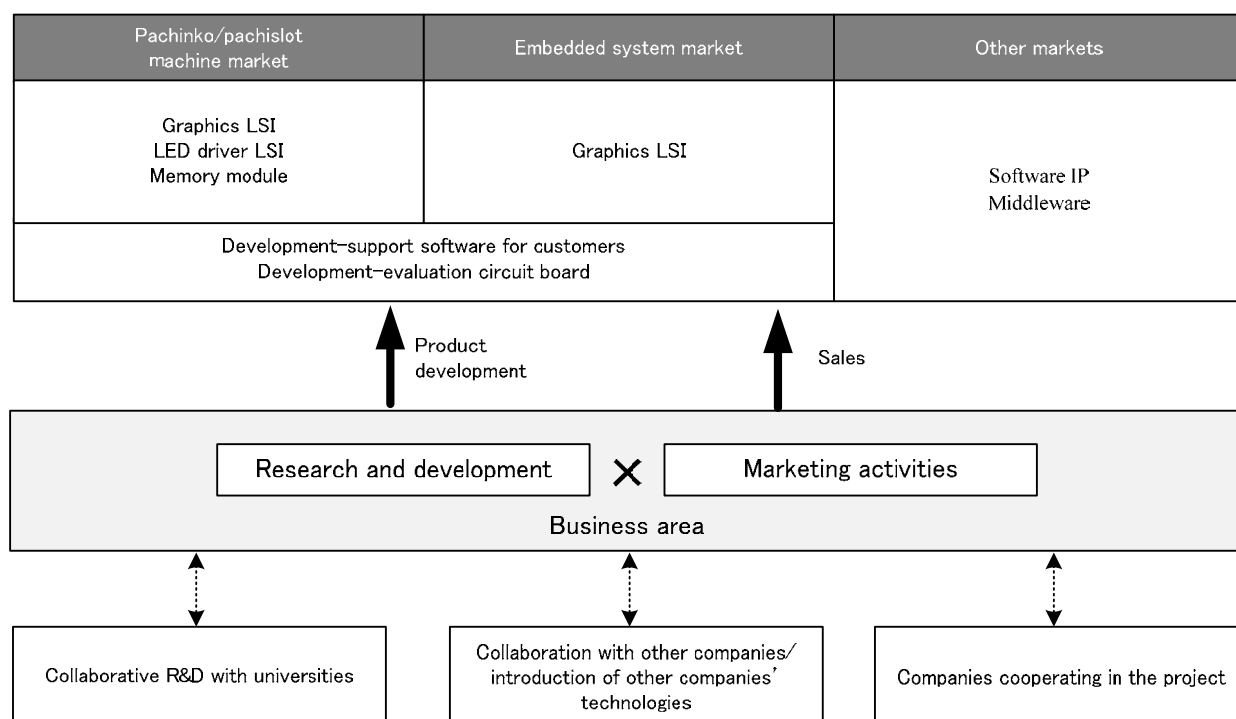 Pachinko/pachislot
machine market
Embedded system market
Other markets
Graphics LSI
LED driver LSI
Memory module
Graphics LSI
Software IP
Middleware
Development-support software for customers
Development-evaluation circuit board
Product
development
Sales
Research and development
×
Marketing activities
Business area
Collaborative R&D with universities
Collaboration with other companies/
introduction of other companies'
technologies
Companies cooperating in the project